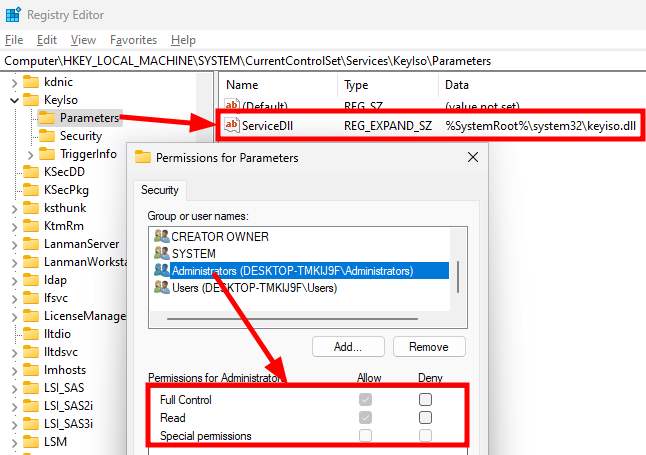 Registry Editor
File Edit View Favorites Help
Computer\HKEY_LOCAL_MACHINE\SYSTEM\CurrentControlSet\Services\KeyIso\Parameters
kdnic
KeyIso
Parameters
Security
TriggerInfo
KSecDD
KSecPkg
ksthunk
KtmRm
LanmanServer
LanmanWorksta
ldap
lfsvc
LicenseManager
lltdio
lltdsvc
lmhosts
LSI_SAS
LSI_SAS2i
LSI_SAS3i
LSM
Name Type Data
(Default) REG_SZ (value not set)
ServiceDll REG_EXPAND_SZ %SystemRoot%\system32\keyiso.dll
Permissions for Parameters
Security
Group or user names:
CREATOR OWNER
SYSTEM
Administrators (DESKTOP-TMKIJ9F\Administrators)
Users (DESKTOP-TMKIJ9F\Users)
Add... Remove
Permissions for Administrators Allow Deny
Full Control
Read
Special permissions